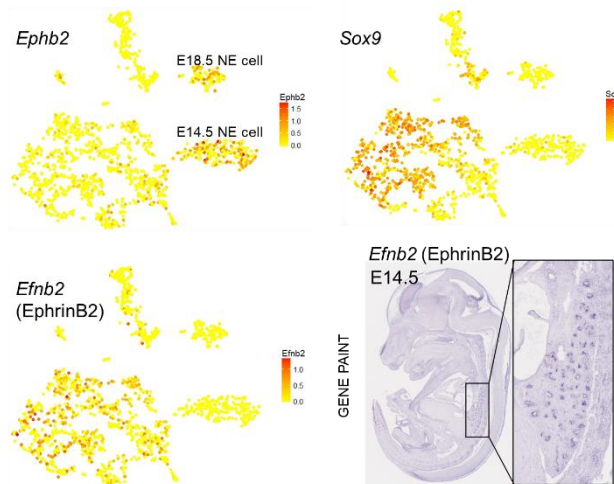 Ephb2
E18.5 NE cell
Ephb2
1.5
1.0
0.5
0.0
E14.5 NE cell
Sox9
Efnb2
(EphrinB2)
Efnb2
1.0
0.5
0.0
Efnb2 (EphrinB2)
E14.5
GENE PAINT